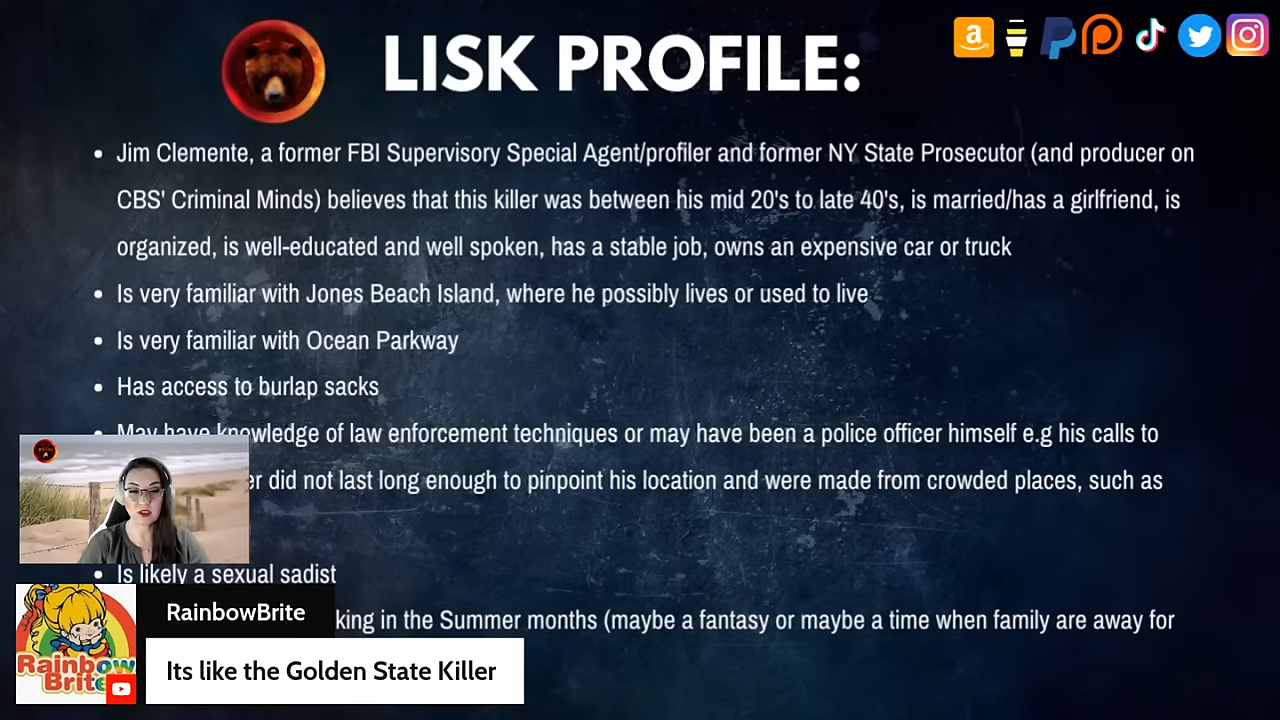 LISK PROFILE:
Jim Clemente, a former FBI Supervisory Special Agent/profiler and former NY State Prosecutor (and producer on
CBS' Criminal Minds) believes that this killer was between his mid 20's to late 40's, is married/has a girlfriend, is
organized, is well-educated and well spoken, has a stable job, owns an expensive car or truck
Is very familiar with Jones Beach Island, where he possibly lives or used to live
Is very familiar with Ocean Parkway
Has access to burlap sacks
May have knowledge of law enforcement techniques or may have been a police officer himself e.g his calls to
did not last long enough to pinpoint his location and were made from crowded places, such as
Is likely a sexual sadist
in the Summer months (maybe a fantasy or maybe a time when family are away for
RainbowBrite
Rainbow
Brite
Its like the Golden State Killer